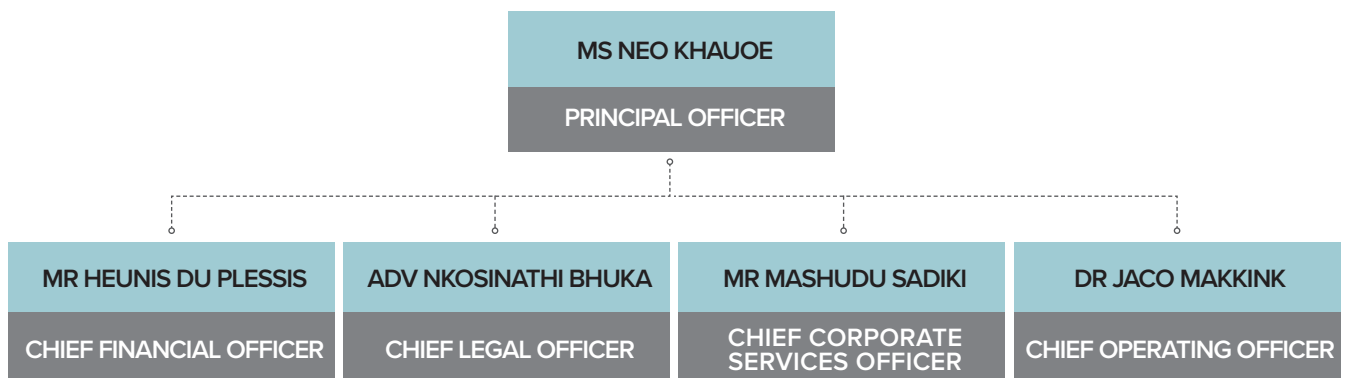 MS NEO KHAUOE
PRINCIPAL OFFICER
MR HEUNIS DU PLESSIS
CHIEF FINANCIAL OFFICER
ADV NKOSINATHI BHUKA
CHIEF LEGAL OFFICER
MR MASHUDU SADIKI
CHIEF CORPORATE
SERVICES OFFICER
DR JACO MAKKINK
CHIEF OPERATING OFFICER